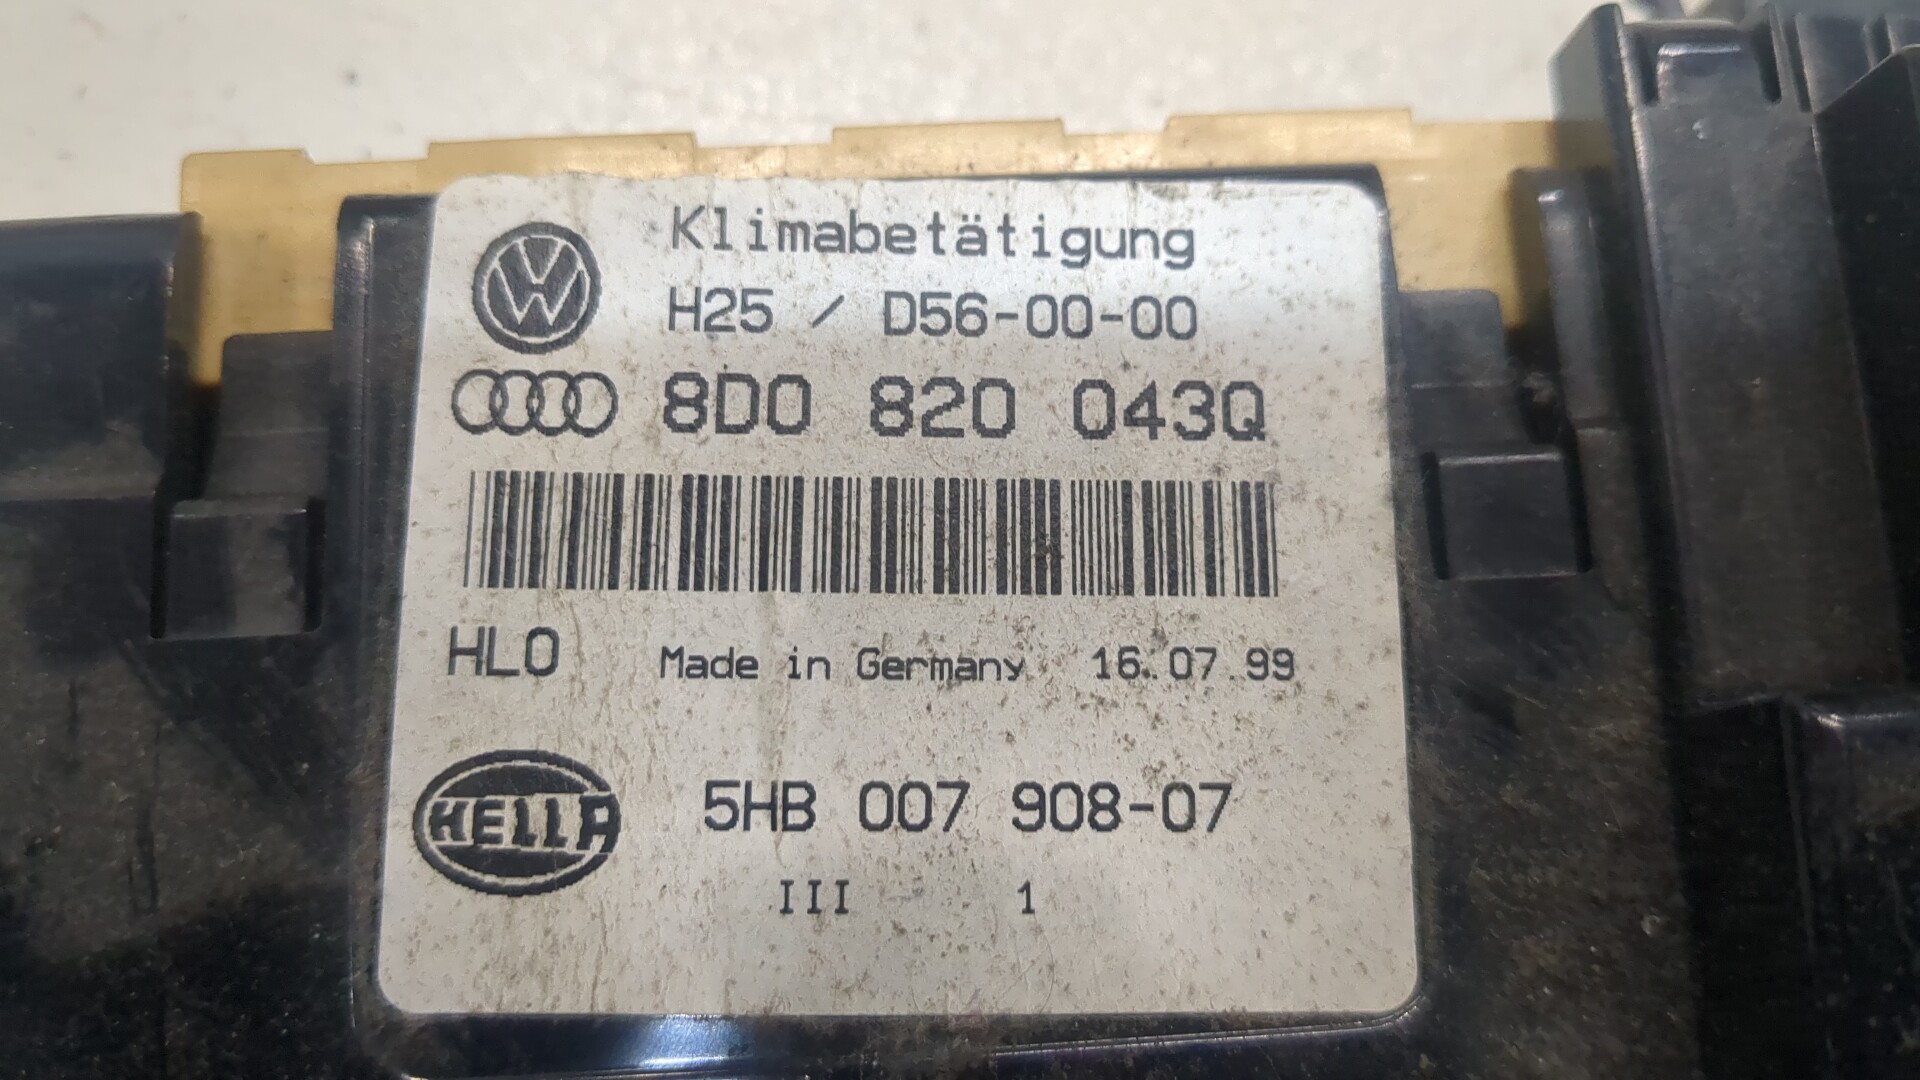 Klimabetätigung
H25 / D56-00-00
8D0 820 043Q
HLO Made in Germany 16.07.99
HELLA 5HB 007 908-07
III 1